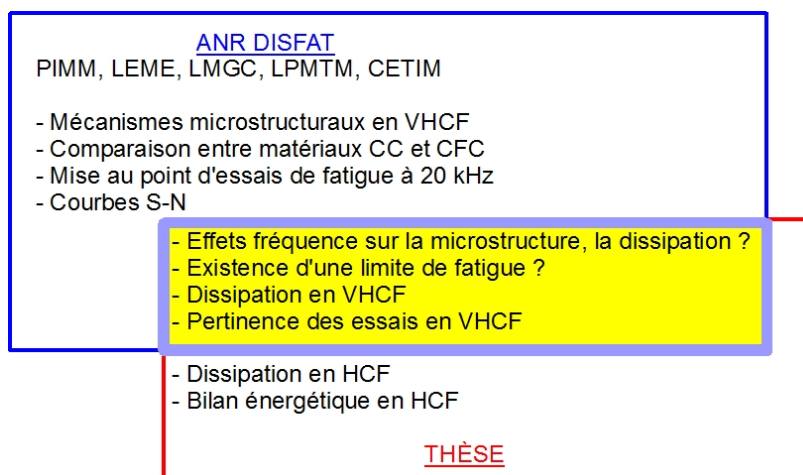 ANR DISFAT
PIMM, LEME, LMGC, LPMTM, CETIM
- Mécanismes microstructuraux en VHCF
- Comparaison entre matériaux CC et CFC
- Mise au point d'essais de fatigue à 20 kHz
- Courbes S-N
- Effets fréquence sur la microstructure, la dissipation ?
- Existence d'une limite de fatigue ?
- Dissipation en VHCF
- Pertinence des essais en VHCF
- Dissipation en HCF
- Bilan énergétique en HCF
THÈSE